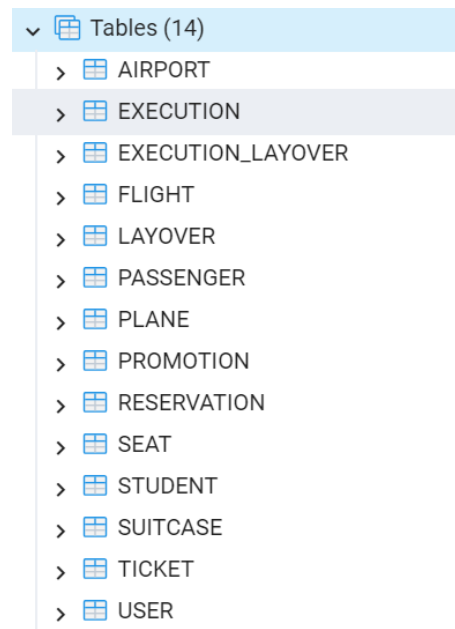 Tables (14)
AIRPORT
EXECUTION
EXECUTION_LAYOVER
FLIGHT
LAYOVER
PASSENGER
PLANE
PROMOTION
RESERVATION
SEAT
STUDENT
SUITCASE
TICKET
USER